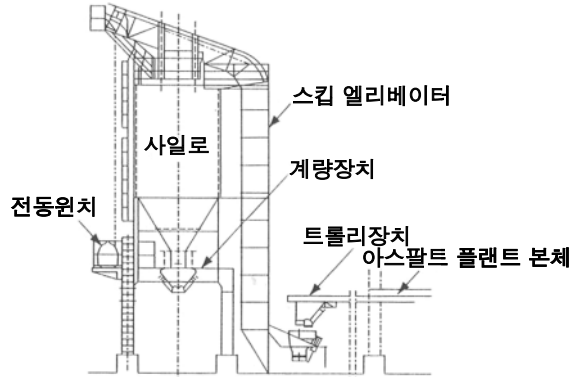 스킵 엘리베이터
사일로
계량장치
전동윈치
트롤리장치
아스팔트 플랜트 본체